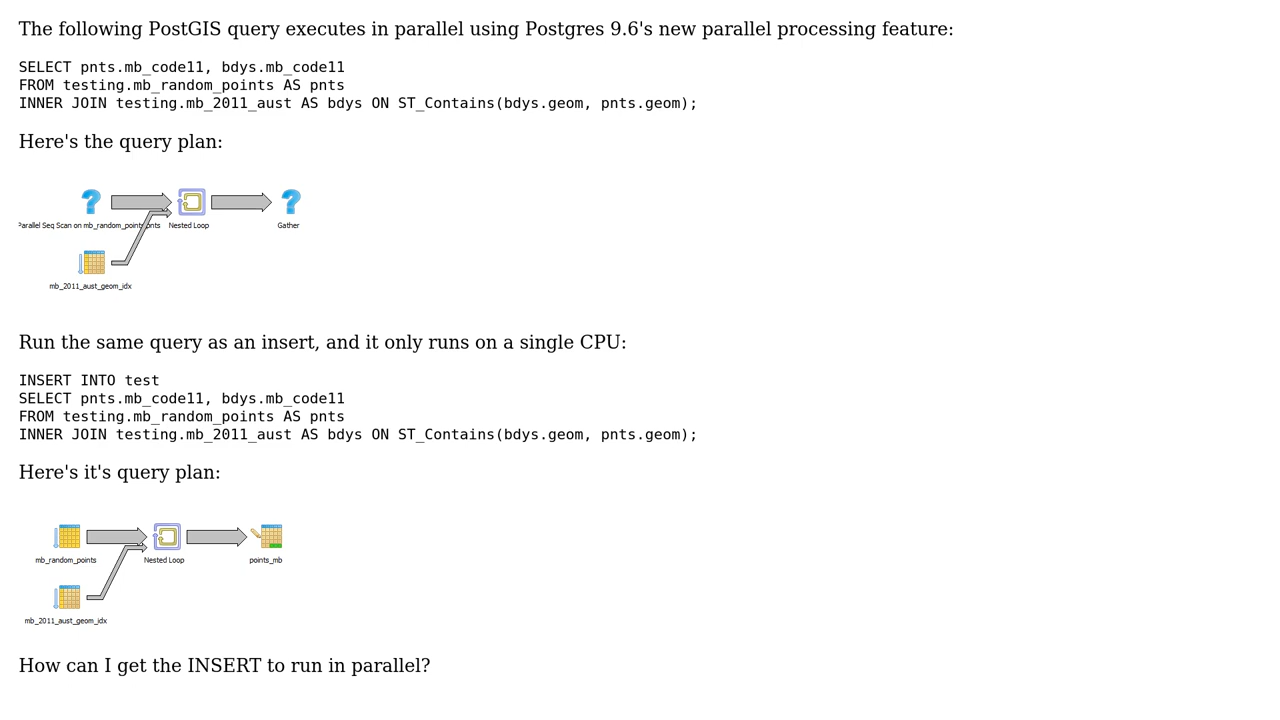 The following PostGIS query executes in parallel using Postgres 9.6's new parallel processing feature:
SELECT pnts.mb_code11, bdys.mb_code11
FROM testing.mb_random_points AS pnts
INNER JOIN testing.mb_2011_aust AS bdys ON ST_Contains(bdys.geom, pnts.geom);
Here's the query plan:
Parallel Seq Scan on mb_random_points pnts
Nested Loop
Gather
mb_2011_aust_geom_idx
Run the same query as an insert, and it only runs on a single CPU:
INSERT INTO test
SELECT pnts.mb_code11, bdys.mb_code11
FROM testing.mb_random_points AS pnts
INNER JOIN testing.mb_2011_aust AS bdys ON ST_Contains(bdys.geom, pnts.geom);
Here's it's query plan:
mb_random_points
Nested Loop
points_mb
mb_2011_aust_geom_idx
How can I get the INSERT to run in parallel?